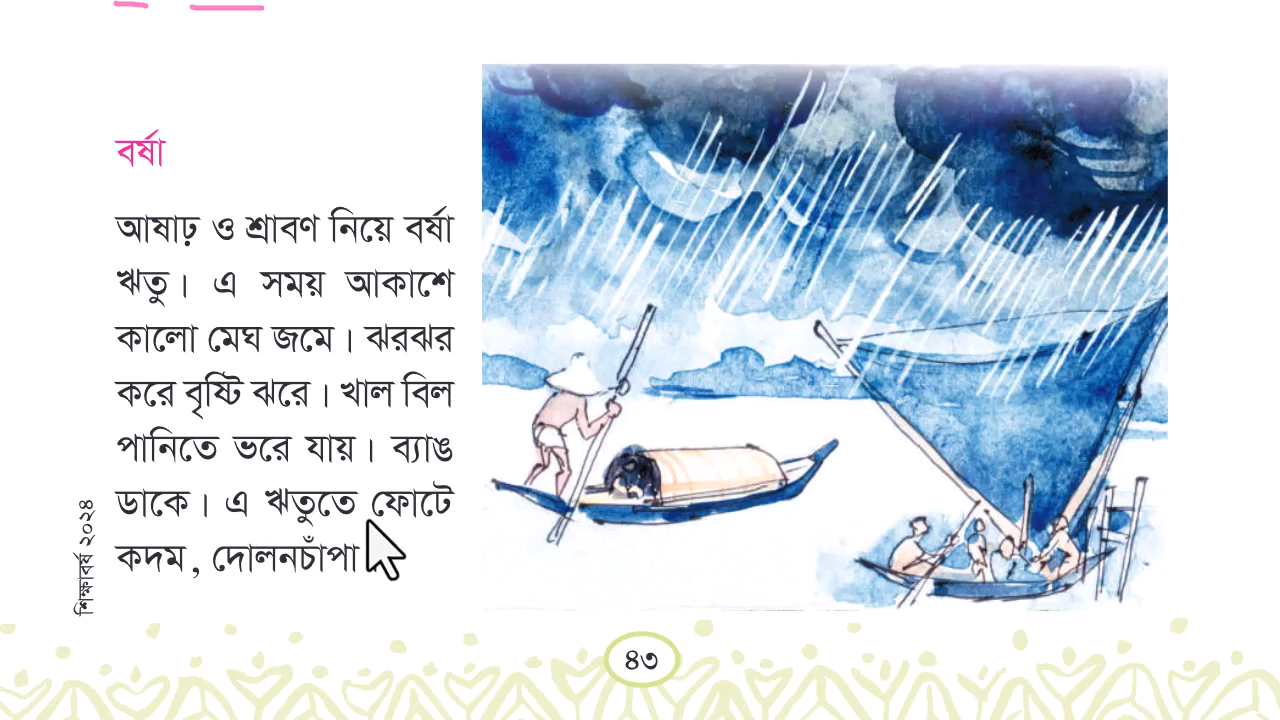 বর্ষা
আষাঢ় ও শ্রাবণ নিয়ে বর্ষা
ঋতু। এ সময় আকাশে
কালো মেঘ জমে। ঝরঝর
করে বৃষ্টি ঝরে। খাল বিল
পানিতে ভরে যায়। ব্যাঙ
ডাকে। এ ঋতুতে ফোটে
কদম, দোলনচাঁপা
শিক্ষাবর্ষ ২০২৪
৪৩